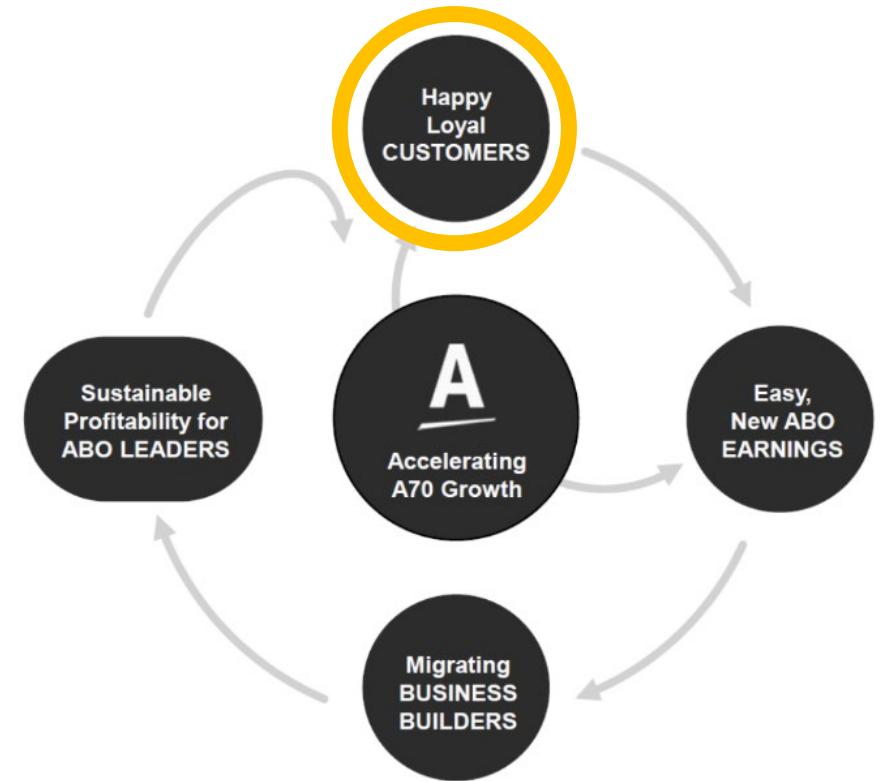 Happy
Loyal
CUSTOMERS
Sustainable
Profitability for
ABO LEADERS
A
Accelerating
A70 Growth
Easy,
New ABO
EARNINGS
Migrating
BUSINESS
BUILDERS